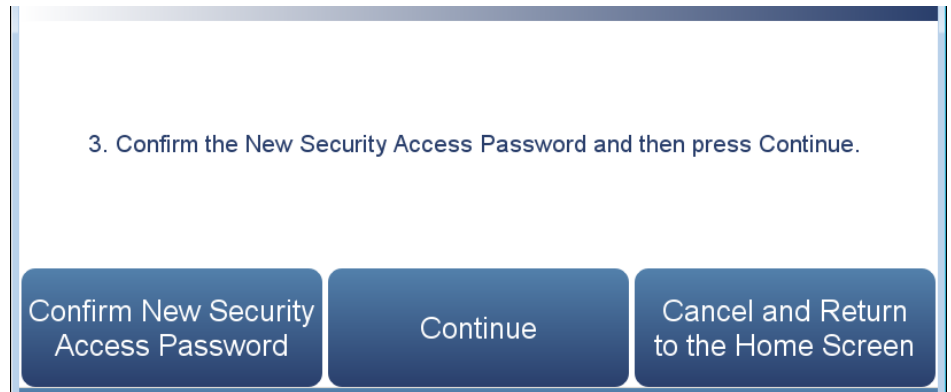 3. Confirm the New Security Access Password and then press Continue.
Confirm New Security
Access Password
Continue
Cancel and Return
to the Home Screen